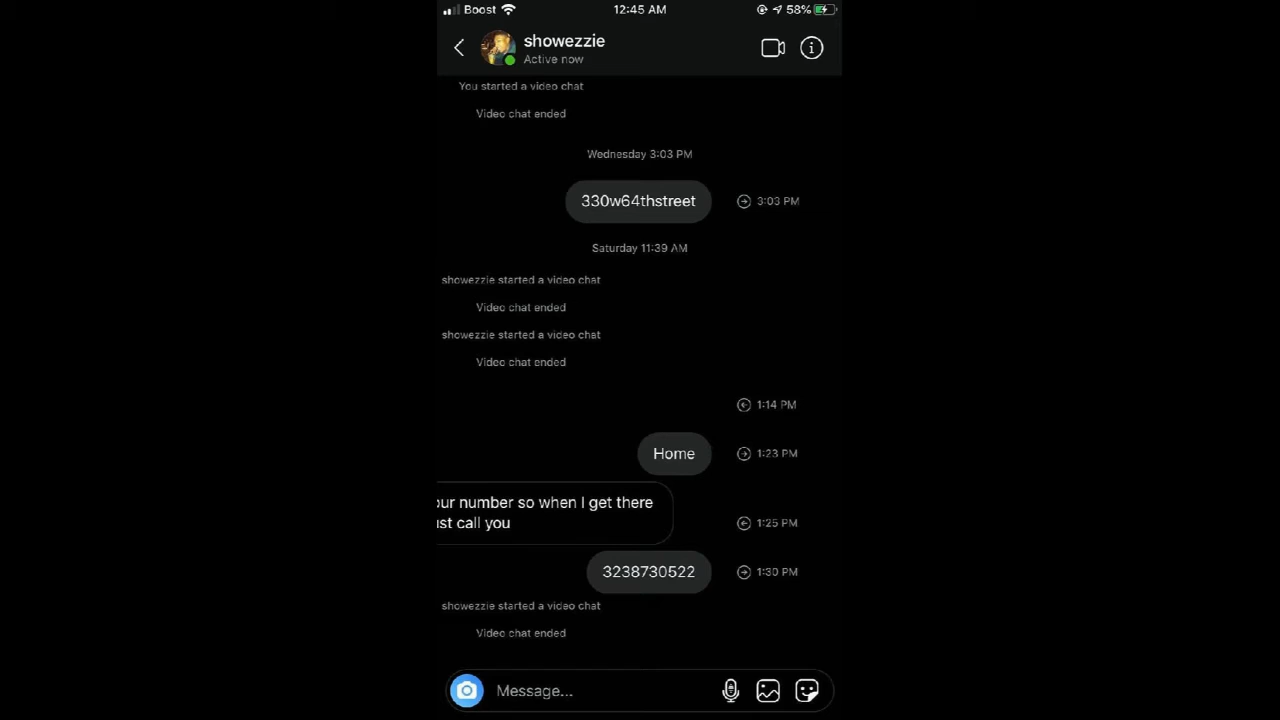 Boost 12:45 AM 58%
showezzie
Active now
You started a video chat
Video chat ended
Wednesday 3:03 PM
330w64thstreet 3:03 PM
Saturday 11:39 AM
showezzie started a video chat
Video chat ended
showezzie started a video chat
Video chat ended
1:14 PM
Home 1:23 PM
our number so when I get there
ust call you 1:25 PM
3238730522 1:30 PM
showezzie started a video chat
Video chat ended
Message...